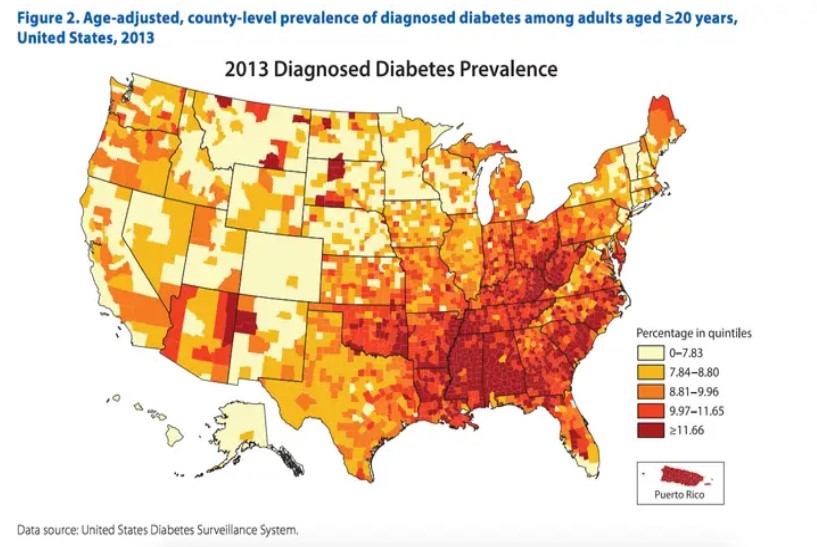 Figure 2. Age-adjusted, county-level prevalence of diagnosed diabetes among adults aged ≥20 years,
United States, 2013
2013 Diagnosed Diabetes Prevalence
Percentage in quintiles
0–7.83
7.84–8.80
8.81–9.96
9.97–11.65
≥11.66
Puerto Rico
Data source: United States Diabetes Surveillance System.